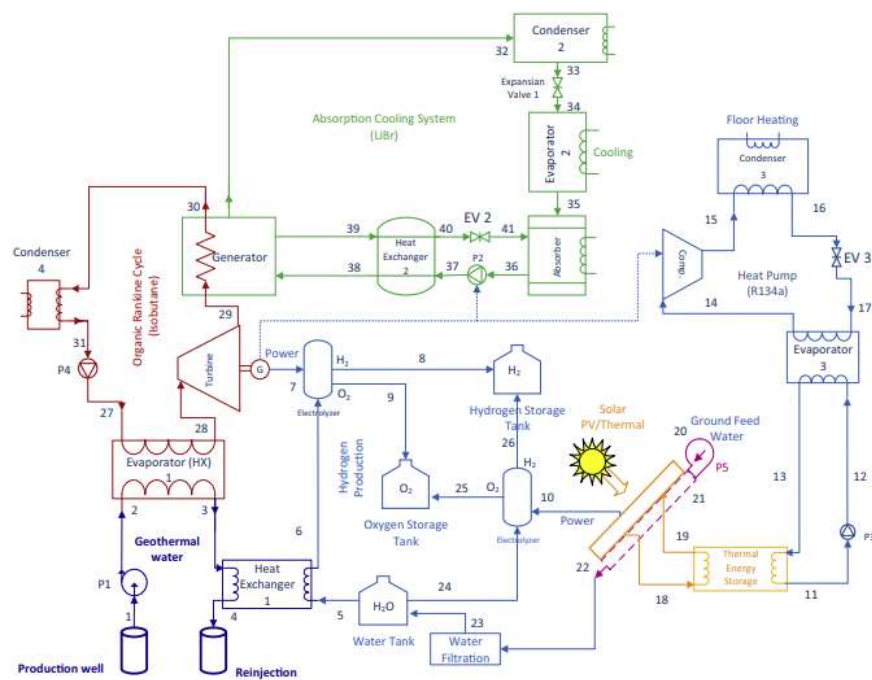 Condenser
2
32
33
Expansian
Valve 1
34
Absorption Cooling System
(LiBr)
Evaporator
2
Cooling
Floor Heating
Condenser
3
30
35
EV 2
15
16
39
40
41
Generator
Heat
Exchanger
2
Absorber
Condenser
4
P2
Comp.
EV 3
38
37
36
Heat Pump
(R134a)
Organic Rankine Cycle
(Isobutane)
14
17
29
31
Evaporator
3
P4
Turbine
G
Power
H₂
8
H₂
7
O₂
9
Electrolyzer
Hydrogen Storage
Tank
Solar
PV/Thermal
20
Ground Feed
Water
27
28
26
P5
Evaporator (HX)
1
Hydrogen
Production
H₂
13
12
O₂
25
O₂
10
21
2
3
Oxygen Storage
Tank
Electrolyzer
Power
Geothermal
water
6
19
P3
22
Thermal
Energy
Storage
P1
Heat
Exchanger
1
24
18
11
1
4
5
H₂O
23
Water Tank
Water
Filtration
Production well
Reinjection